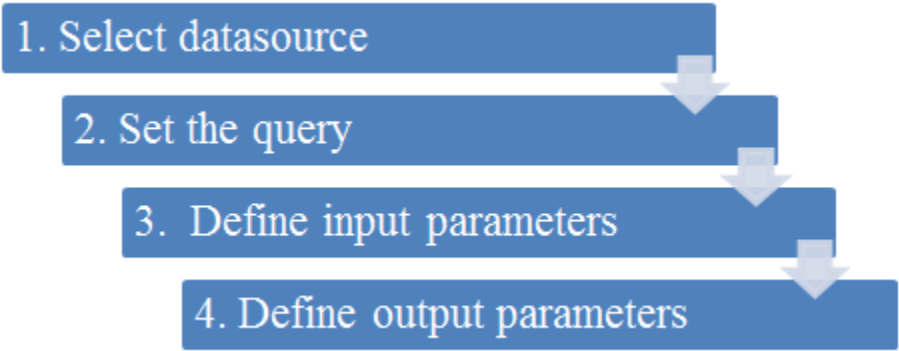 1. Select datasource
2. Set the query
3. Define input parameters
4. Define output parameters